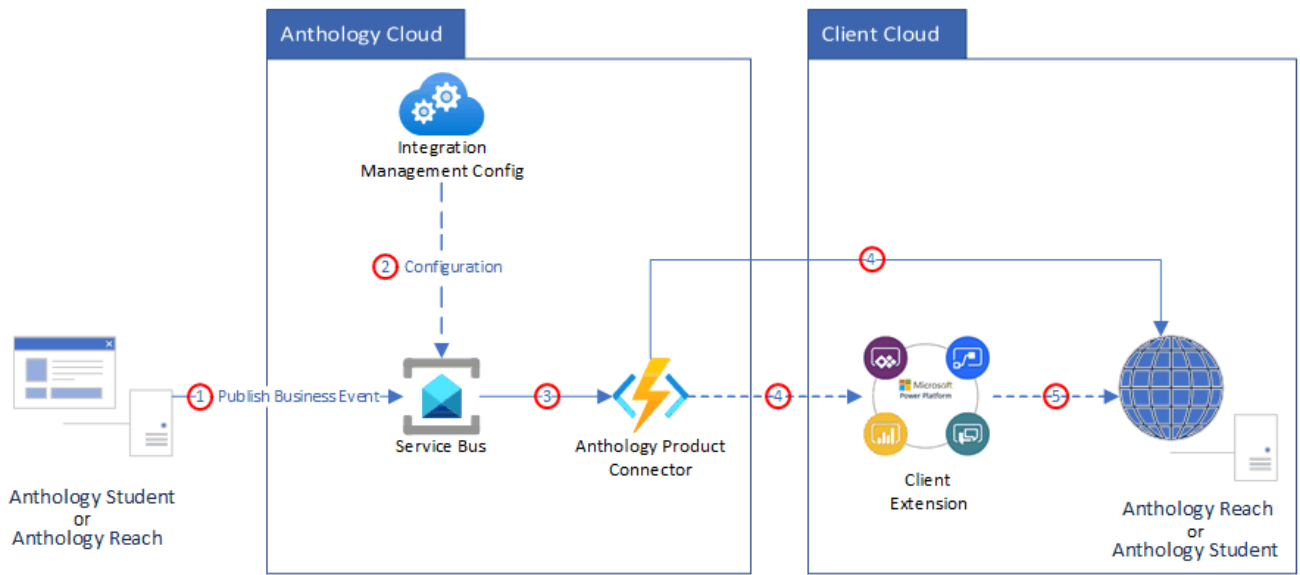 Anthology Cloud
Client Cloud
Integration
Management Config
2 Configuration
4
1 Publish Business Event
3
4
Microsoft
Power Platform
5
Service Bus
Anthology Product
Connector
Client
Extension
Anthology Student
or
Anthology Reach
Anthology Reach
or
Anthology Student